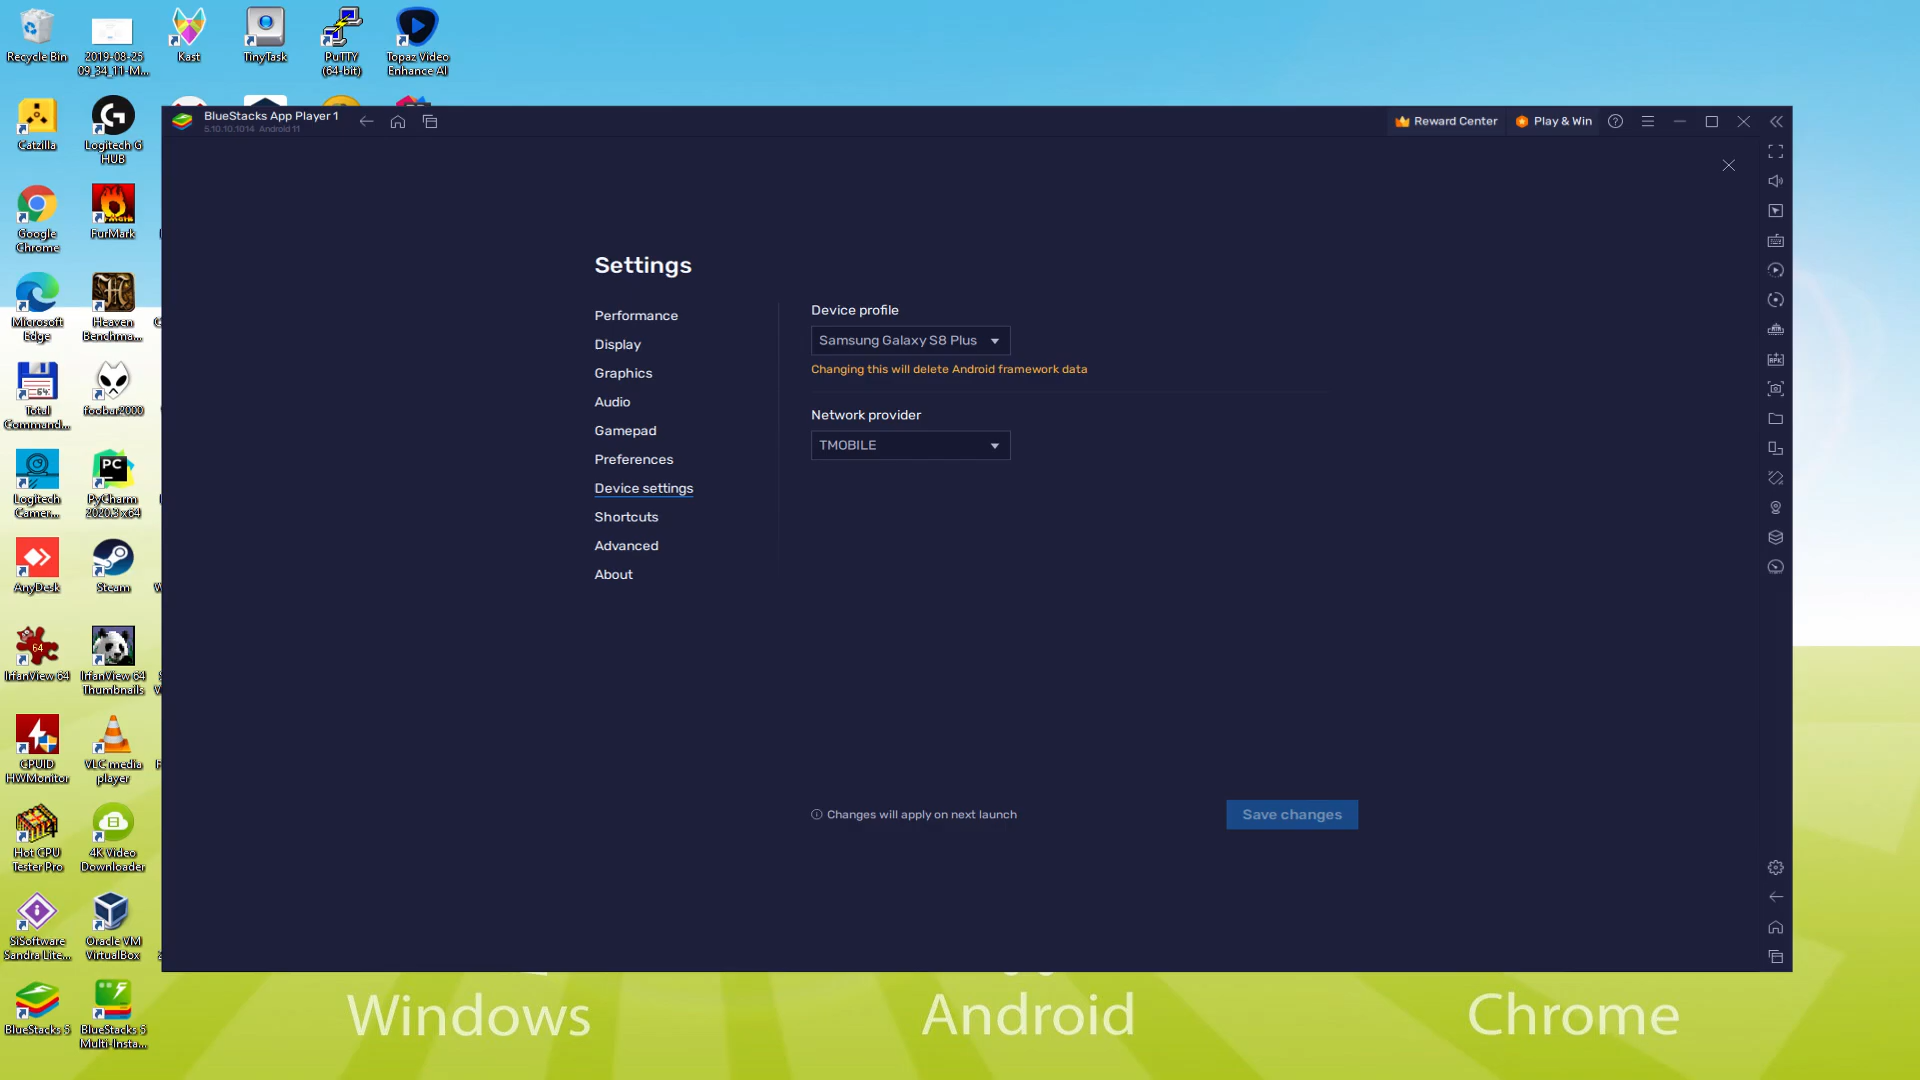 Recycle Bin
2019-08-25
09_34_11-M...
Kast
TinyTask
PuTTY
(64-bit)
Topaz Video
Enhance AI
Catzilla
Logitech G
HUB
Google
Chrome
FurMark
Microsoft
Edge
Heaven
Benchma...
Total
Command...
foobar2000
Logitech
Camer...
PyCharm
2020.3 x64
AnyDesk
Steam
IrfanView 64
IrfanView 64
Thumbnails
CPUID
HWMonitor
VLC media
player
Hot CPU
Tester Pro
4K Video
Downloader
SiSoftware
Sandra Lite...
Oracle VM
VirtualBox
BlueStacks 5
BlueStacks 5
Multi-Insta...
BlueStacks App Player 1
5.10.10.1014 Android 11
Reward Center
Play & Win
Settings
Performance
Display
Graphics
Audio
Gamepad
Preferences
Device settings
Shortcuts
Advanced
About
Device profile
Samsung Galaxy S8 Plus
Changing this will delete Android framework data
Network provider
TMOBILE
Changes will apply on next launch
Save changes
Windows
Android
Chrome